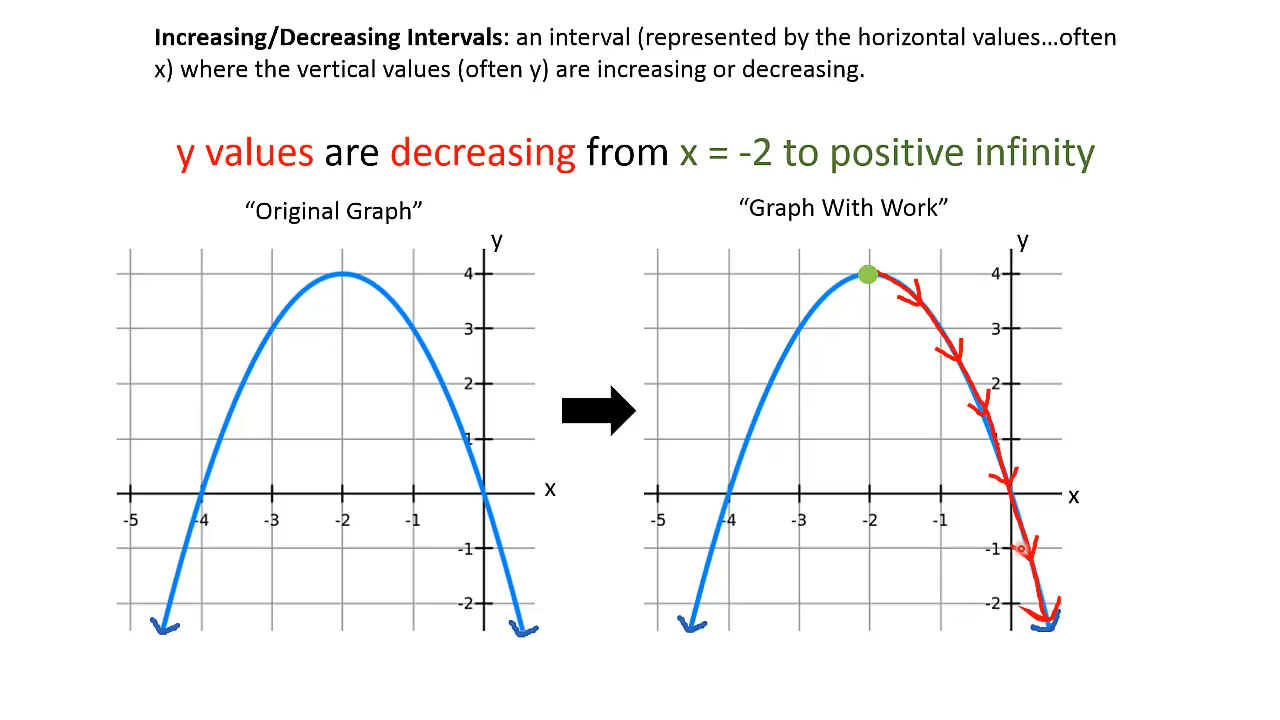 Increasing/Decreasing Intervals: an interval (represented by the horizontal values…often
x) where the vertical values (often y) are increasing or decreasing.
y values are decreasing from x = -2 to positive infinity
“Original Graph”
“Graph With Work”
y
4
3
2
1
x
-5
-4
-3
-2
-1
-1
-2
y
4
3
2
1
x
-5
-4
-3
-2
-1
-1
-2